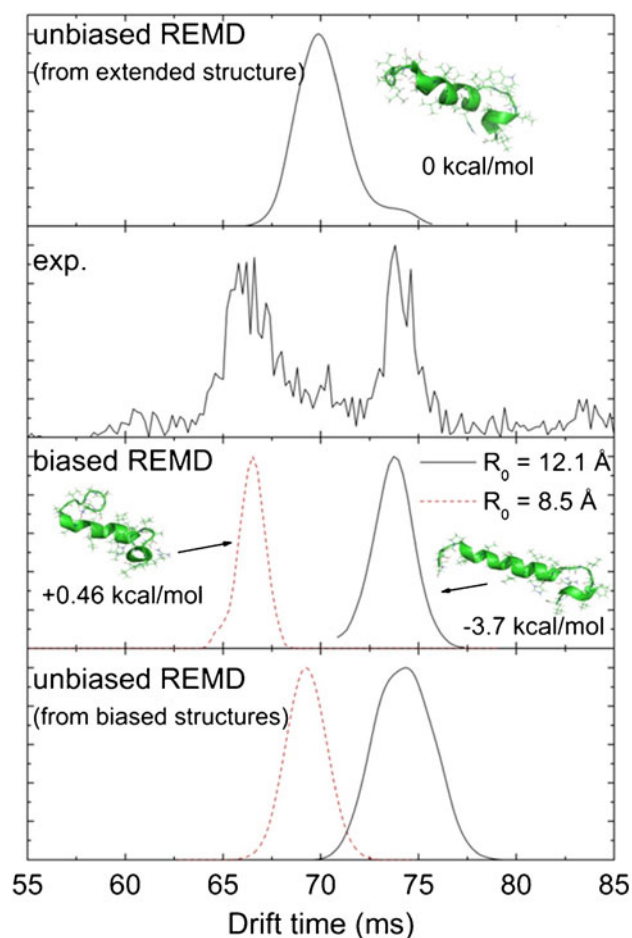 unbiased REMD
(from extended structure)
0 kcal/mol
exp.
biased REMD
R₀ = 12.1 Å
R₀ = 8.5 Å
+0.46 kcal/mol
-3.7 kcal/mol
unbiased REMD
(from biased structures)
55 60 65 70 75 80 85
Drift time (ms)